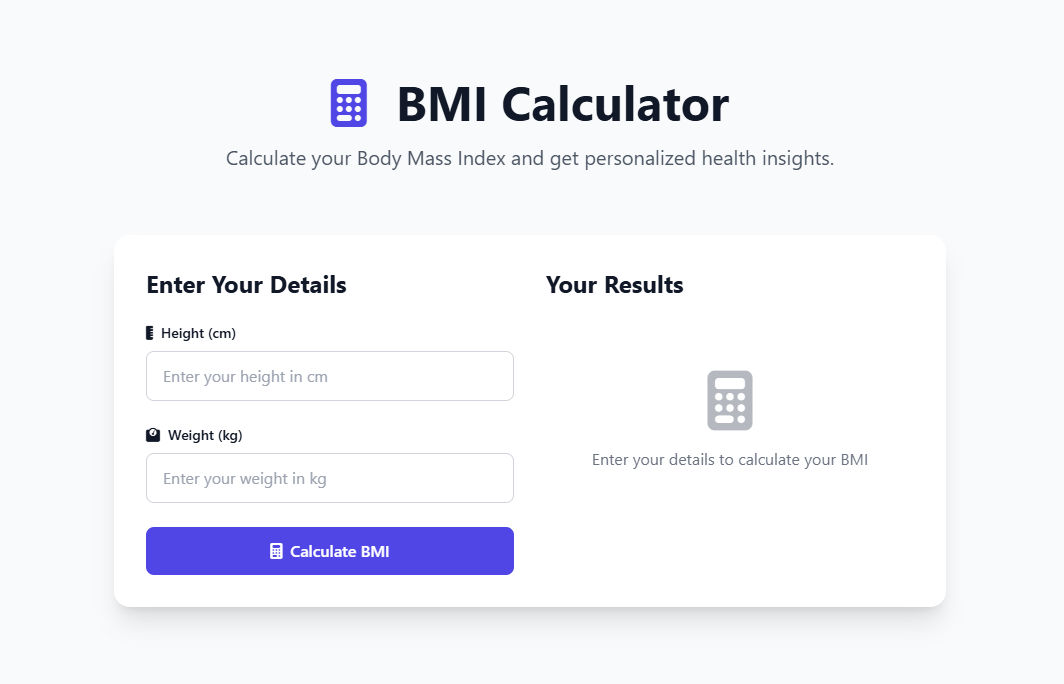 BMI Calculator
Calculate your Body Mass Index and get personalized health insights.
Enter Your Details
Height (cm)
Enter your height in cm
Weight (kg)
Enter your weight in kg
Calculate BMI
Your Results
Enter your details to calculate your BMI